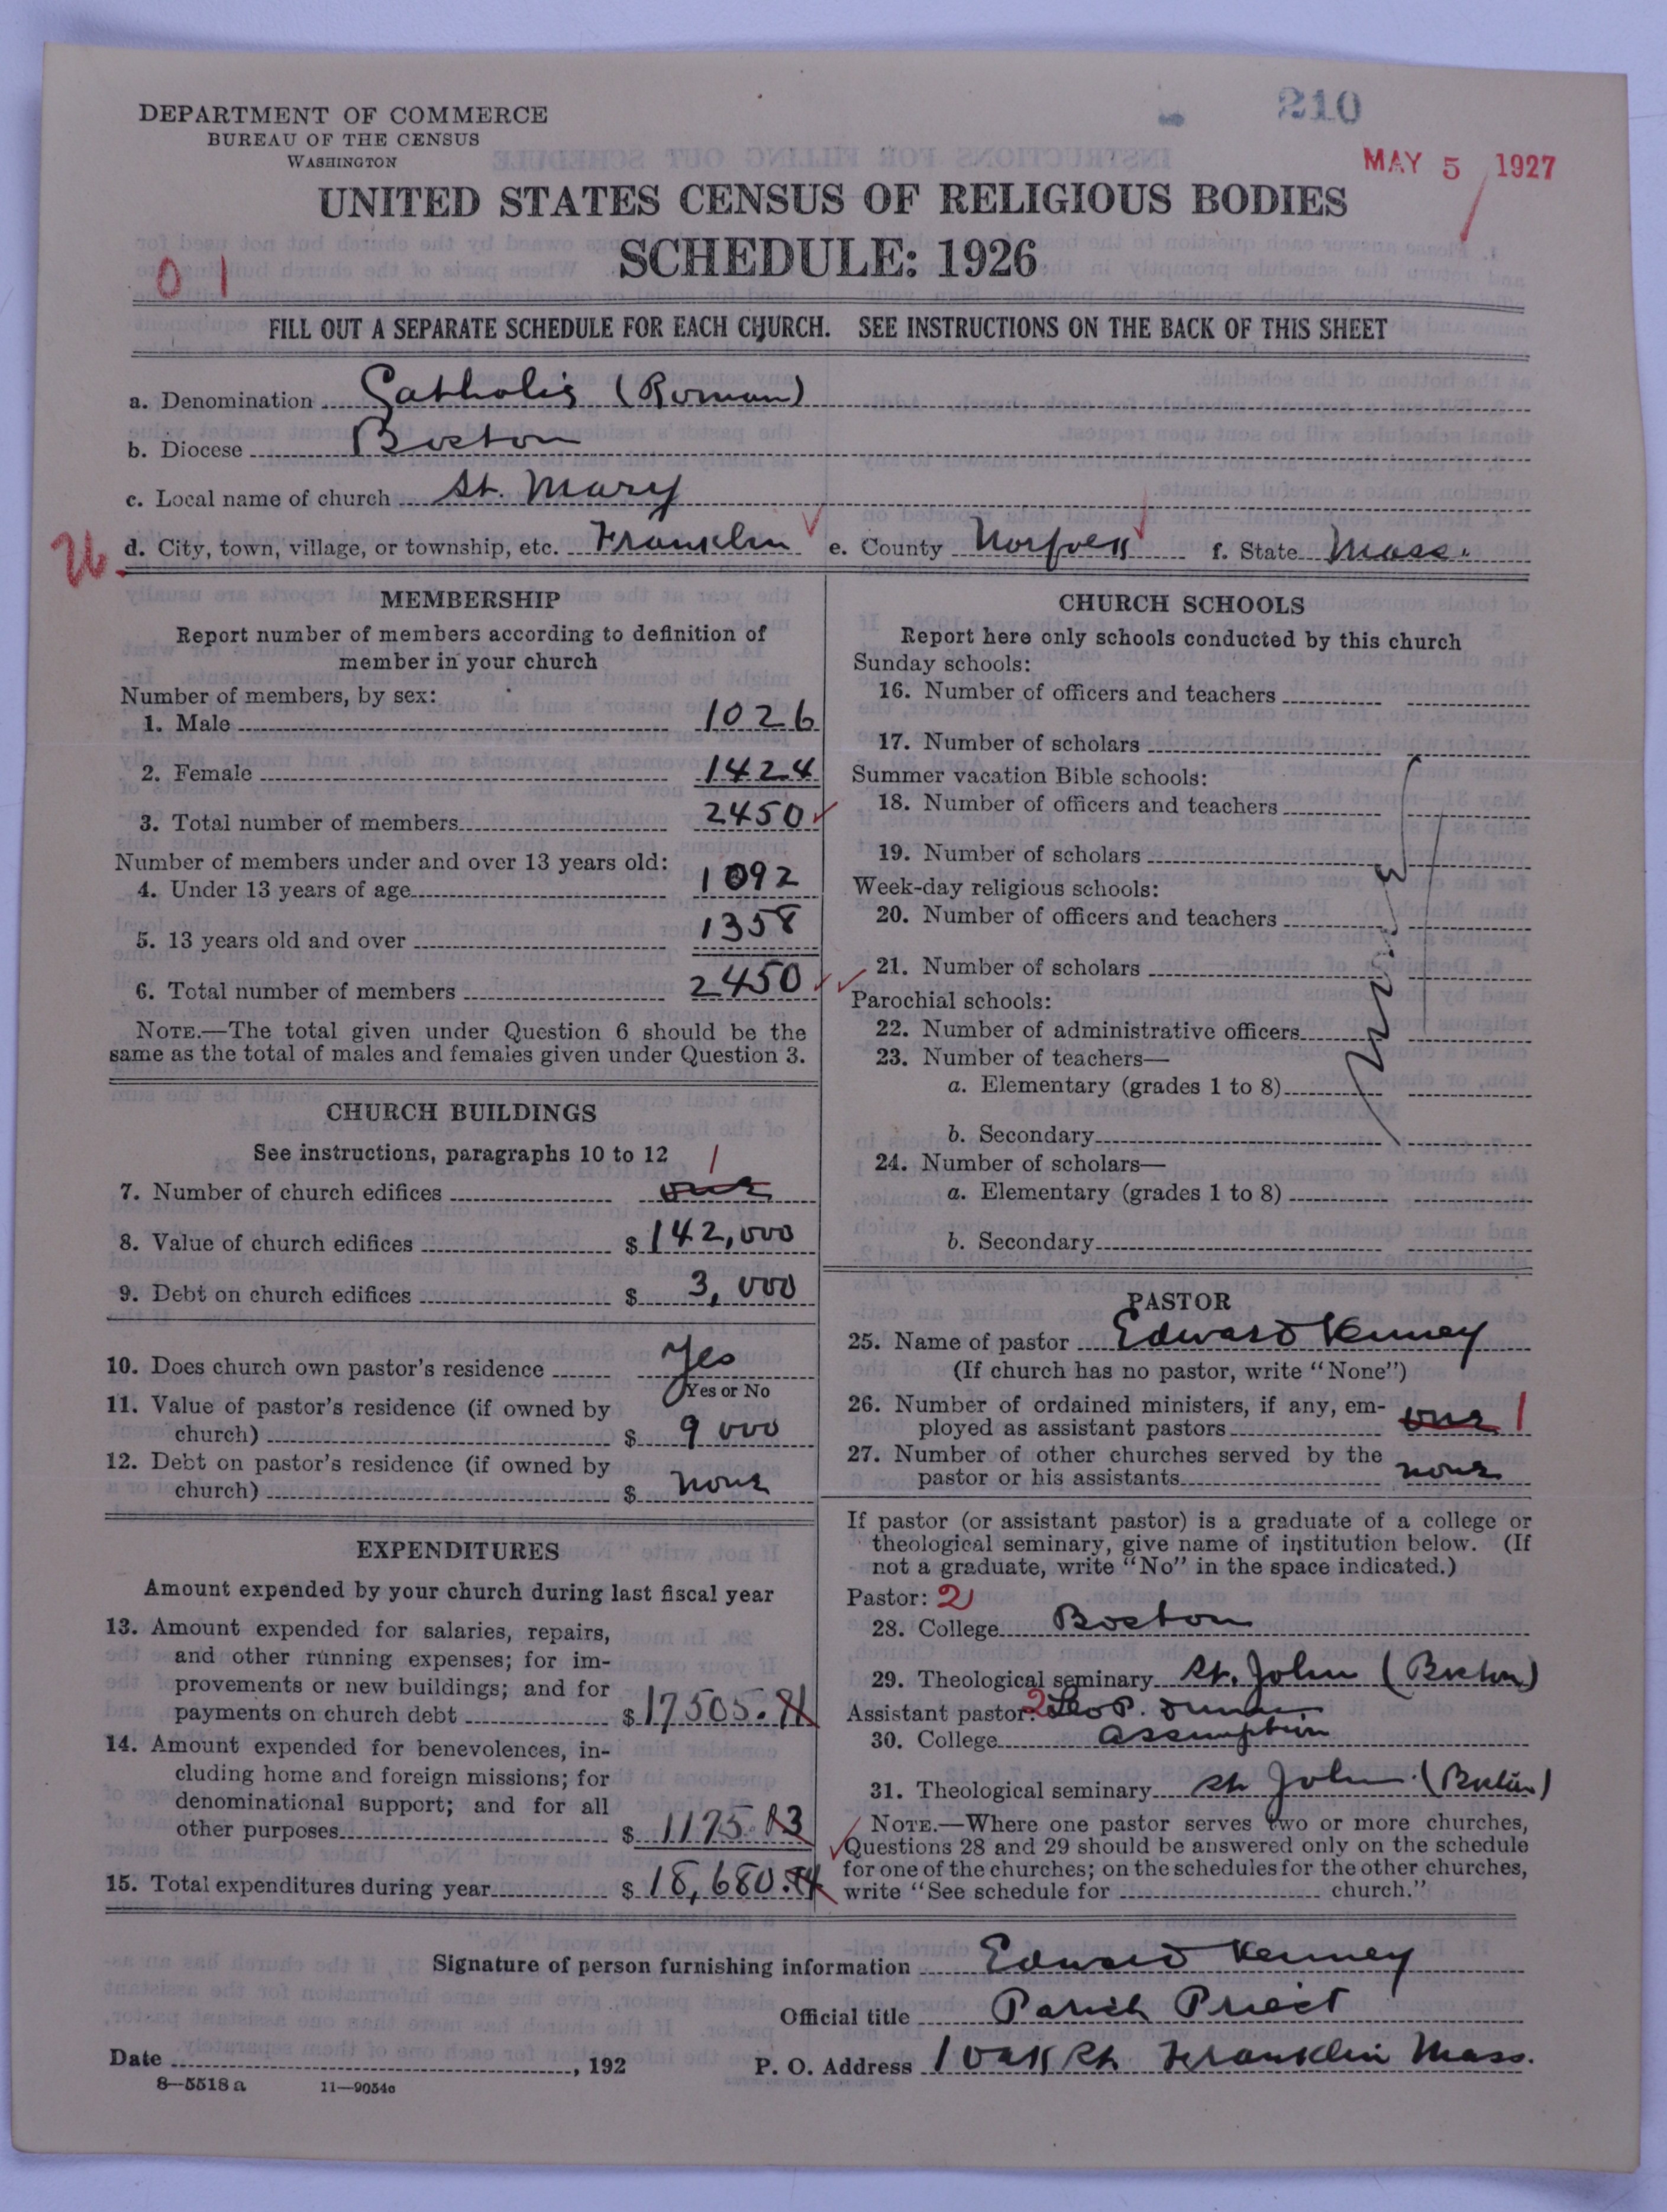 210
DEPARTMENT OF COMMERCE
BUREAU OF THE CENSUS
WASHINGTON
MAY 5 1927
UNITED STATES CENSUS OF RELIGIOUS BODIES
SCHEDULE: 1926
0 1
FILL OUT A SEPARATE SCHEDULE FOR EACH CHURCH. SEE INSTRUCTIONS ON THE BACK OF THIS SHEET
a. Denomination Catholic (Roman)
b. Diocese Boston
c. Local name of church St. Mary
d. City, town, village, or township, etc. Franklin e. County Norfolk f. State Mass.
MEMBERSHIP
Report number of members according to definition of
member in your church
Number of members, by sex:
1. Male 1026
2. Female 1424
3. Total number of members 2450
Number of members under and over 13 years old:
4. Under 13 years of age 1092
5. 13 years old and over 1358
6. Total number of members 2450
NOTE.—The total given under Question 6 should be the
same as the total of males and females given under Question 3.
CHURCH BUILDINGS
See instructions, paragraphs 10 to 12
7. Number of church edifices one 1
8. Value of church edifices $ 142,000
9. Debt on church edifices $ 3,000
10. Does church own pastor's residence Yes
Yes or No
11. Value of pastor's residence (if owned by
church) $ 9000
12. Debt on pastor's residence (if owned by
church) $ none
EXPENDITURES
Amount expended by your church during last fiscal year
13. Amount expended for salaries, repairs,
and other running expenses; for im-
provements or new buildings; and for
payments on church debt $ 17505.
14. Amount expended for benevolences, in-
cluding home and foreign missions; for
denominational support; and for all
other purposes $ 1175.
15. Total expenditures during year $ 18,680.
CHURCH SCHOOLS
Report here only schools conducted by this church
Sunday schools:
16. Number of officers and teachers
17. Number of scholars
Summer vacation Bible schools:
18. Number of officers and teachers
19. Number of scholars
Week-day religious schools:
20. Number of officers and teachers
21. Number of scholars
Parochial schools:
22. Number of administrative officers
23. Number of teachers—
a. Elementary (grades 1 to 8)
b. Secondary
24. Number of scholars—
a. Elementary (grades 1 to 8)
b. Secondary
PASTOR
25. Name of pastor Edward Kenney
(If church has no pastor, write "None")
26. Number of ordained ministers, if any, em-
ployed as assistant pastors one 1
27. Number of other churches served by the
pastor or his assistants none
If pastor (or assistant pastor) is a graduate of a college or
theological seminary, give name of institution below. (If
not a graduate, write "No" in the space indicated.)
Pastor: 2
28. College Boston
29. Theological seminary St. John (Boston)
Assistant pastor: 2 Leo P.
30. College Assumption
31. Theological seminary St John (Boston)
NOTE.—Where one pastor serves two or more churches,
Questions 28 and 29 should be answered only on the schedule
for one of the churches; on the schedules for the other churches,
write "See schedule for church."
Signature of person furnishing information Edward Kenney
Official title Parish Priest
Date , 192 P. O. Address 1 Oak St. Franklin Mass.
8—5518 a 11—9054c